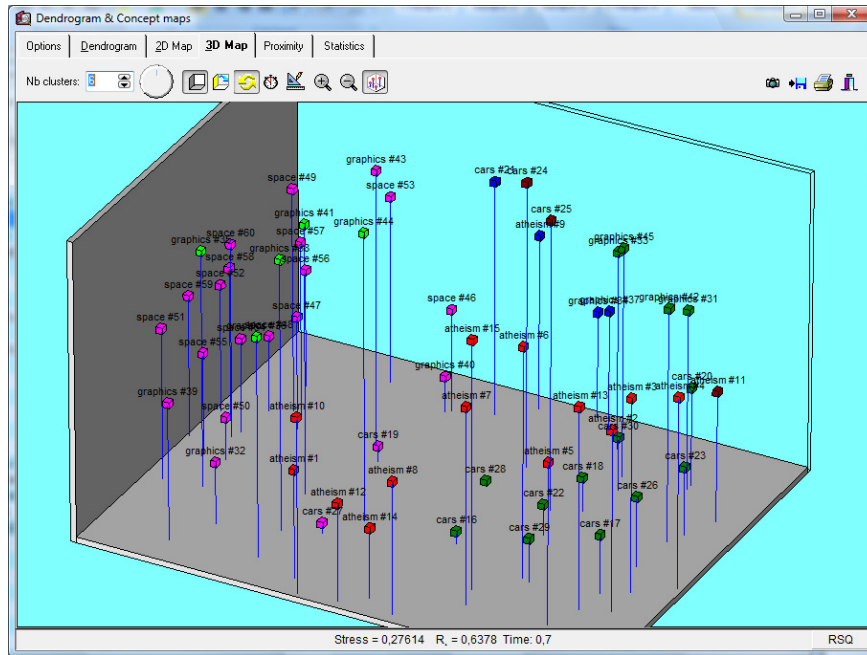 Dendrogram & Concept maps
Options Dendrogram 2D Map 3D Map Proximity Statistics
Nb clusters: 6
graphics #43
cars #24
space #49
space #53
cars #25
graphics #41
graphics #44
space #60
space #57
atheism #9
graphics #45
space #58
space #56
space #52
space #59
space #47
space #46
graphics #42
graphics #31
space #51
atheism #15
atheism #6
space #55
graphics #40
cars #20
graphics #39
atheism #13
atheism #3
atheism #4
atheism #11
space #50
atheism #10
atheism #7
atheism #2
cars #30
cars #19
graphics #32
atheism #1
atheism #8
cars #28
atheism #5
cars #18
cars #23
atheism #12
cars #22
cars #26
cars #27
atheism #14
cars #16
cars #29
cars #17
Stress = 0,27614 R, = 0,6378 Time: 0,7
RSQ